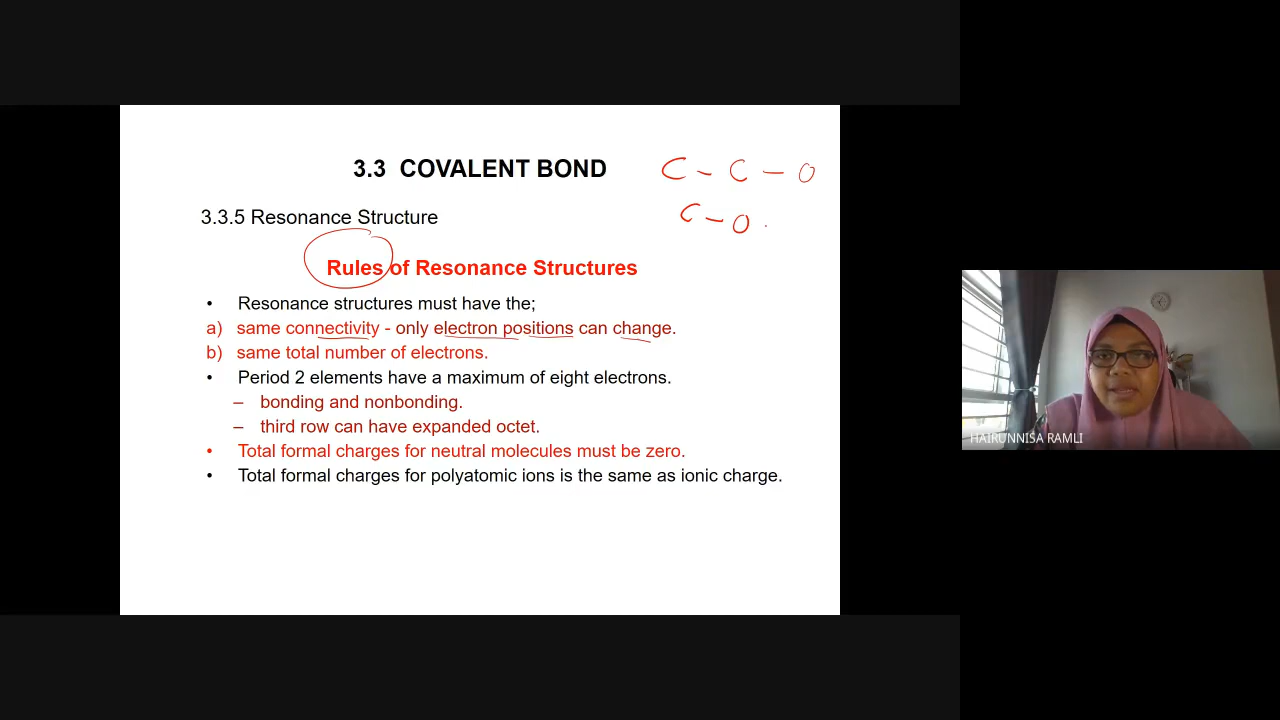 3.3 COVALENT BOND
C - C - O
3.3.5 Resonance Structure
C - O
Rules of Resonance Structures
• Resonance structures must have the;
a) same connectivity - only electron positions can change.
b) same total number of electrons.
• Period 2 elements have a maximum of eight electrons.
– bonding and nonbonding.
– third row can have expanded octet.
• Total formal charges for neutral molecules must be zero.
• Total formal charges for polyatomic ions is the same as ionic charge.
HAIRUNNISA RAMLI